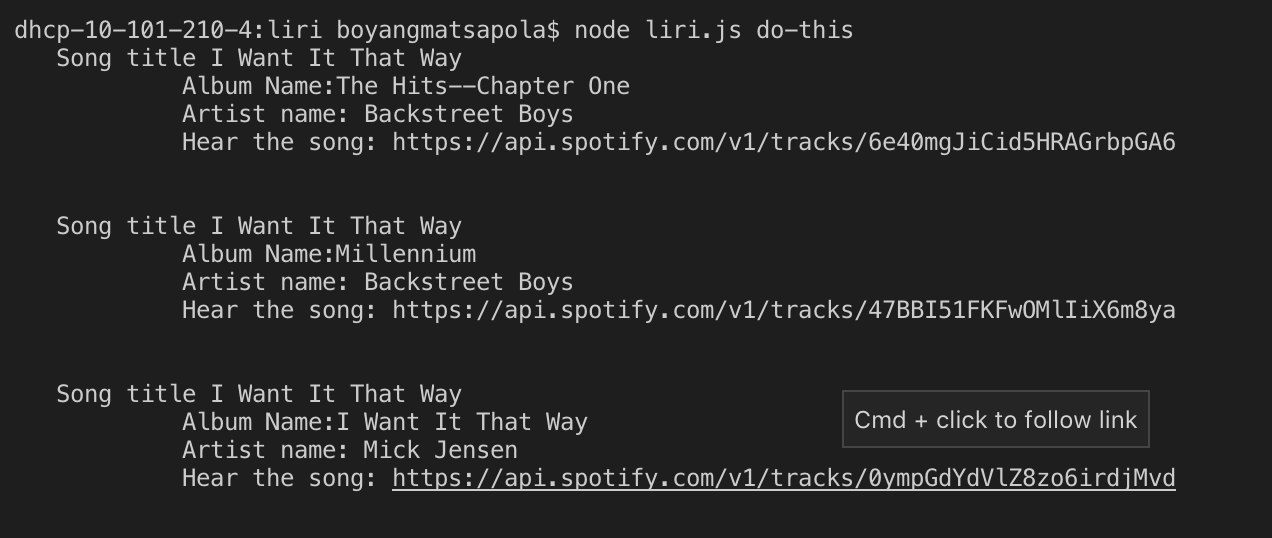 dhcp-10-101-210-4:liri boyangmatsapola$ node liri.js do-this
Song title I Want It That Way
Album Name:The Hits--Chapter One
Artist name: Backstreet Boys
Hear the song: https://api.spotify.com/v1/tracks/6e40mgJiCid5HRAGrbpGA6
Song title I Want It That Way
Album Name:Millennium
Artist name: Backstreet Boys
Hear the song: https://api.spotify.com/v1/tracks/47BBI51FKFwOMlIiX6m8ya
Song title I Want It That Way
Album Name:I Want It That Way
Artist name: Mick Jensen
Hear the song: https://api.spotify.com/v1/tracks/0ympGdYdVlZ8zo6irdjMvd
Cmd + click to follow link